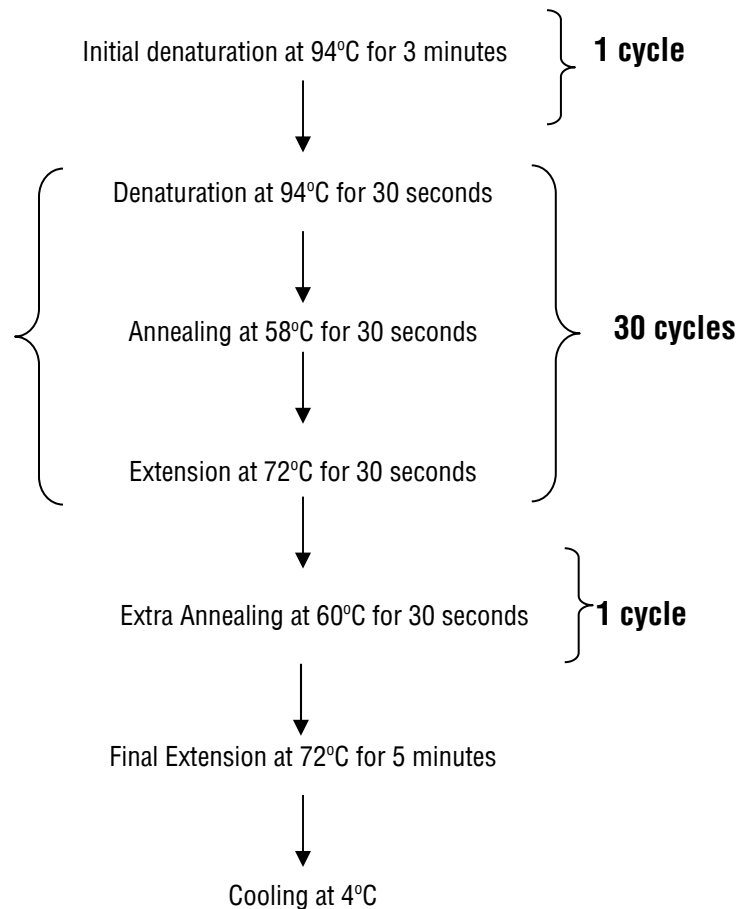 Initial denaturation at 94ºC for 3 minutes
1 cycle
Denaturation at 94ºC for 30 seconds
Annealing at 58ºC for 30 seconds
30 cycles
Extension at 72ºC for 30 seconds
Extra Annealing at 60ºC for 30 seconds
1 cycle
Final Extension at 72ºC for 5 minutes
Cooling at 4ºC